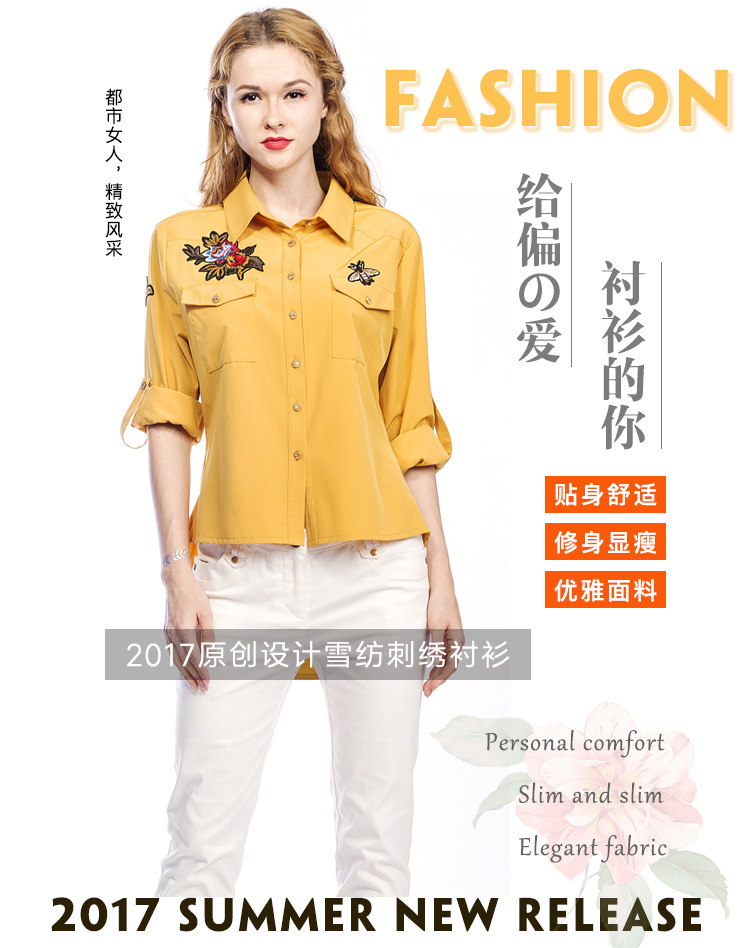 FASHION
都市女人，精致风采
给偏の爱
衬衫的你
贴身舒适
修身显瘦
优雅面料
2017原创设计雪纺刺绣衬衫
Personal comfort
Slim and slim
Elegant fabric
2017 SUMMER NEW RELEASE